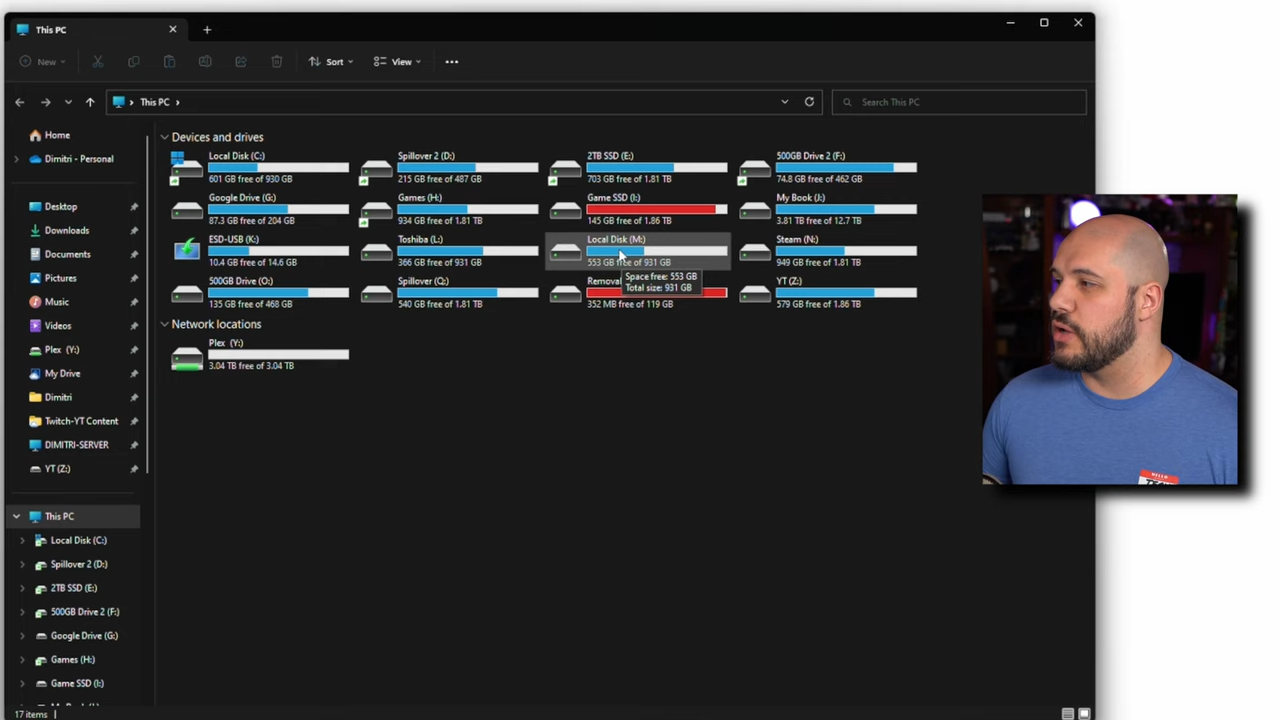 This PC
New
Sort
View
This PC
Search This PC
Home
Dimitri - Personal
Desktop
Downloads
Documents
Pictures
Music
Videos
Plex (Y:)
My Drive
Dimitri
Twitch-YT Content
DIMITRI-SERVER
YT (Z:)
This PC
Local Disk (C:)
Spillover 2 (D:)
2TB SSD (E:)
500GB Drive 2 (F:)
Google Drive (G:)
Games (H:)
Game SSD (I:)
Devices and drives
Local Disk (C:)
601 GB free of 930 GB
Spillover 2 (D:)
215 GB free of 487 GB
2TB SSD (E:)
703 GB free of 1.81 TB
500GB Drive 2 (F:)
74.8 GB free of 462 GB
Google Drive (G:)
87.3 GB free of 204 GB
Games (H:)
934 GB free of 1.81 TB
Game SSD (I:)
145 GB free of 1.86 TB
My Book (J:)
3.81 TB free of 12.7 TB
ESD-USB (K:)
10.4 GB free of 14.6 GB
Toshiba (L:)
366 GB free of 931 GB
Local Disk (M:)
553 GB free of 931 GB
Steam (N:)
949 GB free of 1.81 TB
500GB Drive (O:)
135 GB free of 468 GB
Spillover (Q:)
540 GB free of 1.81 TB
Remova
352 MB free of 119 GB
YT (Z:)
579 GB free of 1.86 TB
Space free: 553 GB
Total size: 931 GB
Network locations
Plex (Y:)
3.04 TB free of 3.04 TB
17 items
HELLO